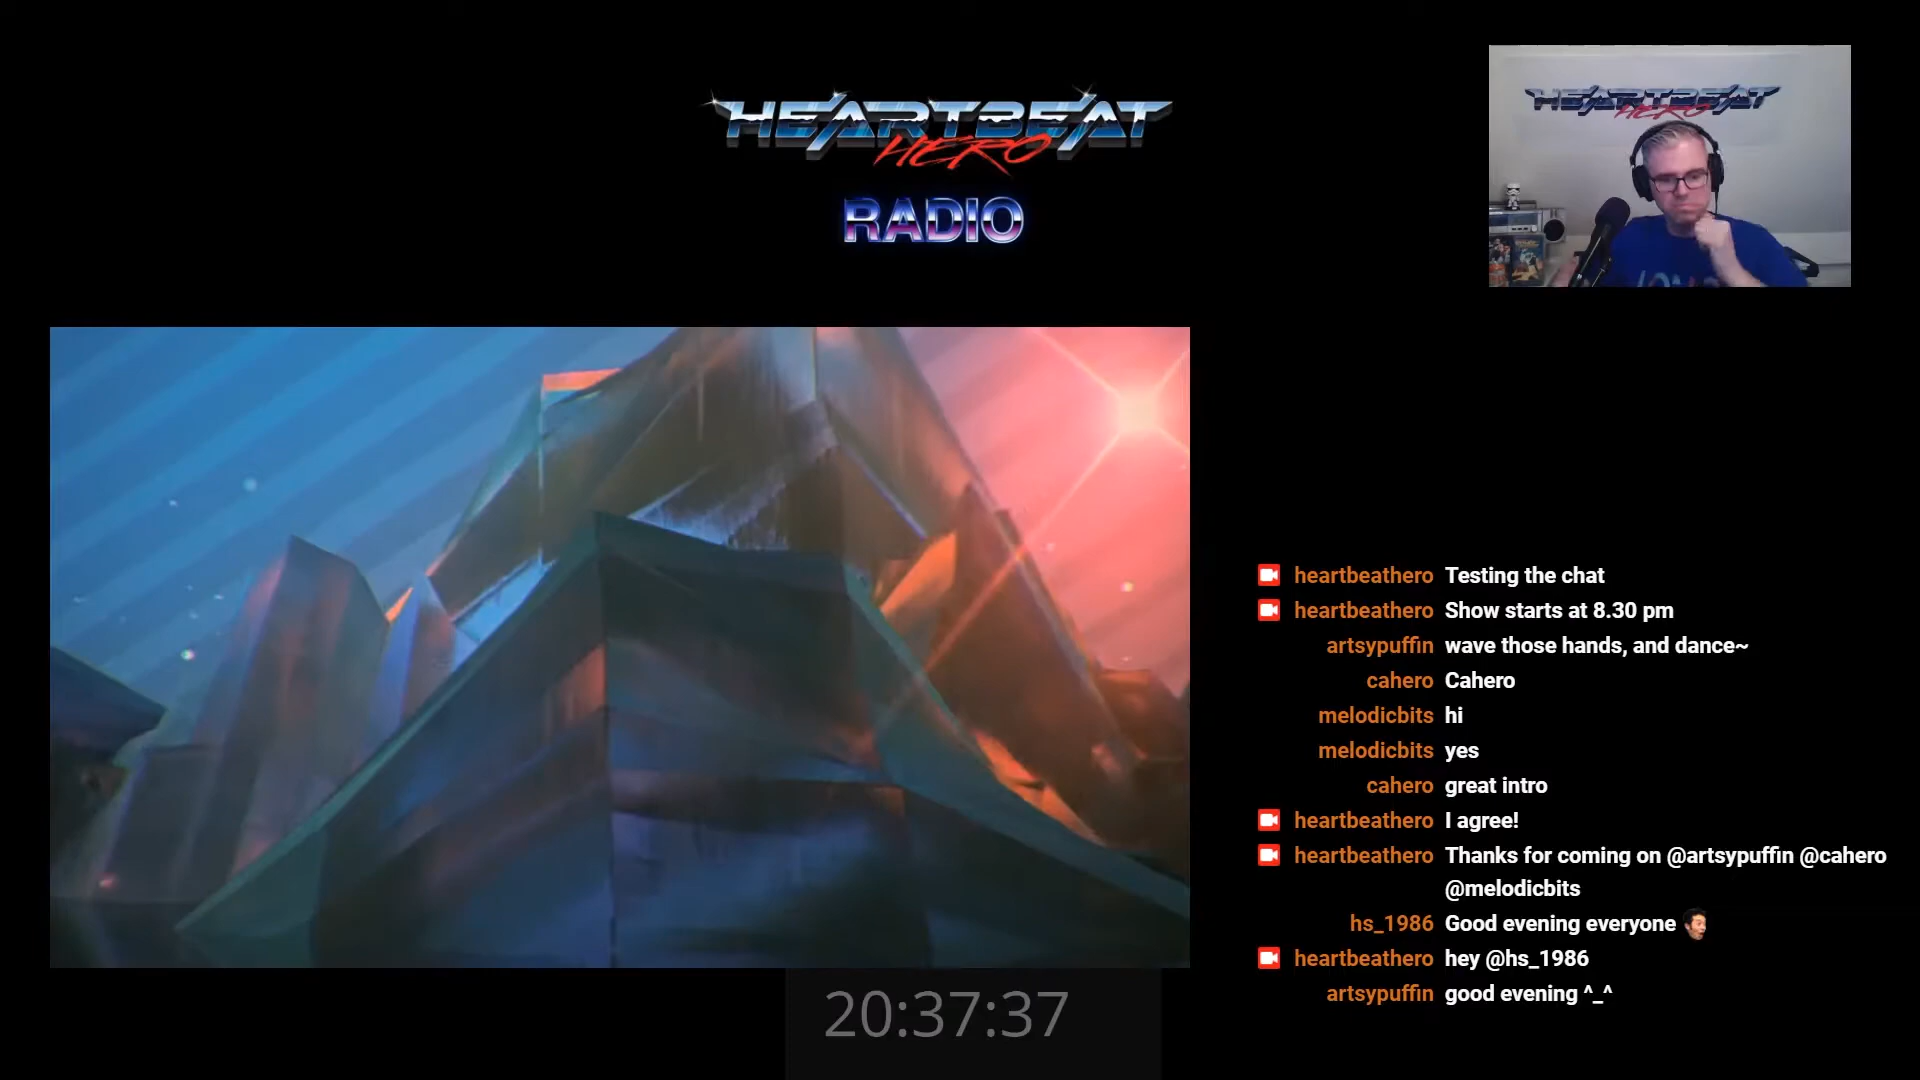 HEARTBEAT
HERO
RADIO
HEARTBEAT
HERO
heartbeathero Testing the chat
heartbeathero Show starts at 8.30 pm
artsypuffin wave those hands, and dance~
cahero Cahero
melodicbits hi
melodicbits yes
cahero great intro
heartbeathero I agree!
heartbeathero Thanks for coming on @artsypuffin @cahero
@melodicbits
hs_1986 Good evening everyone
heartbeathero hey @hs_1986
artsypuffin good evening ^_^
20:37:37